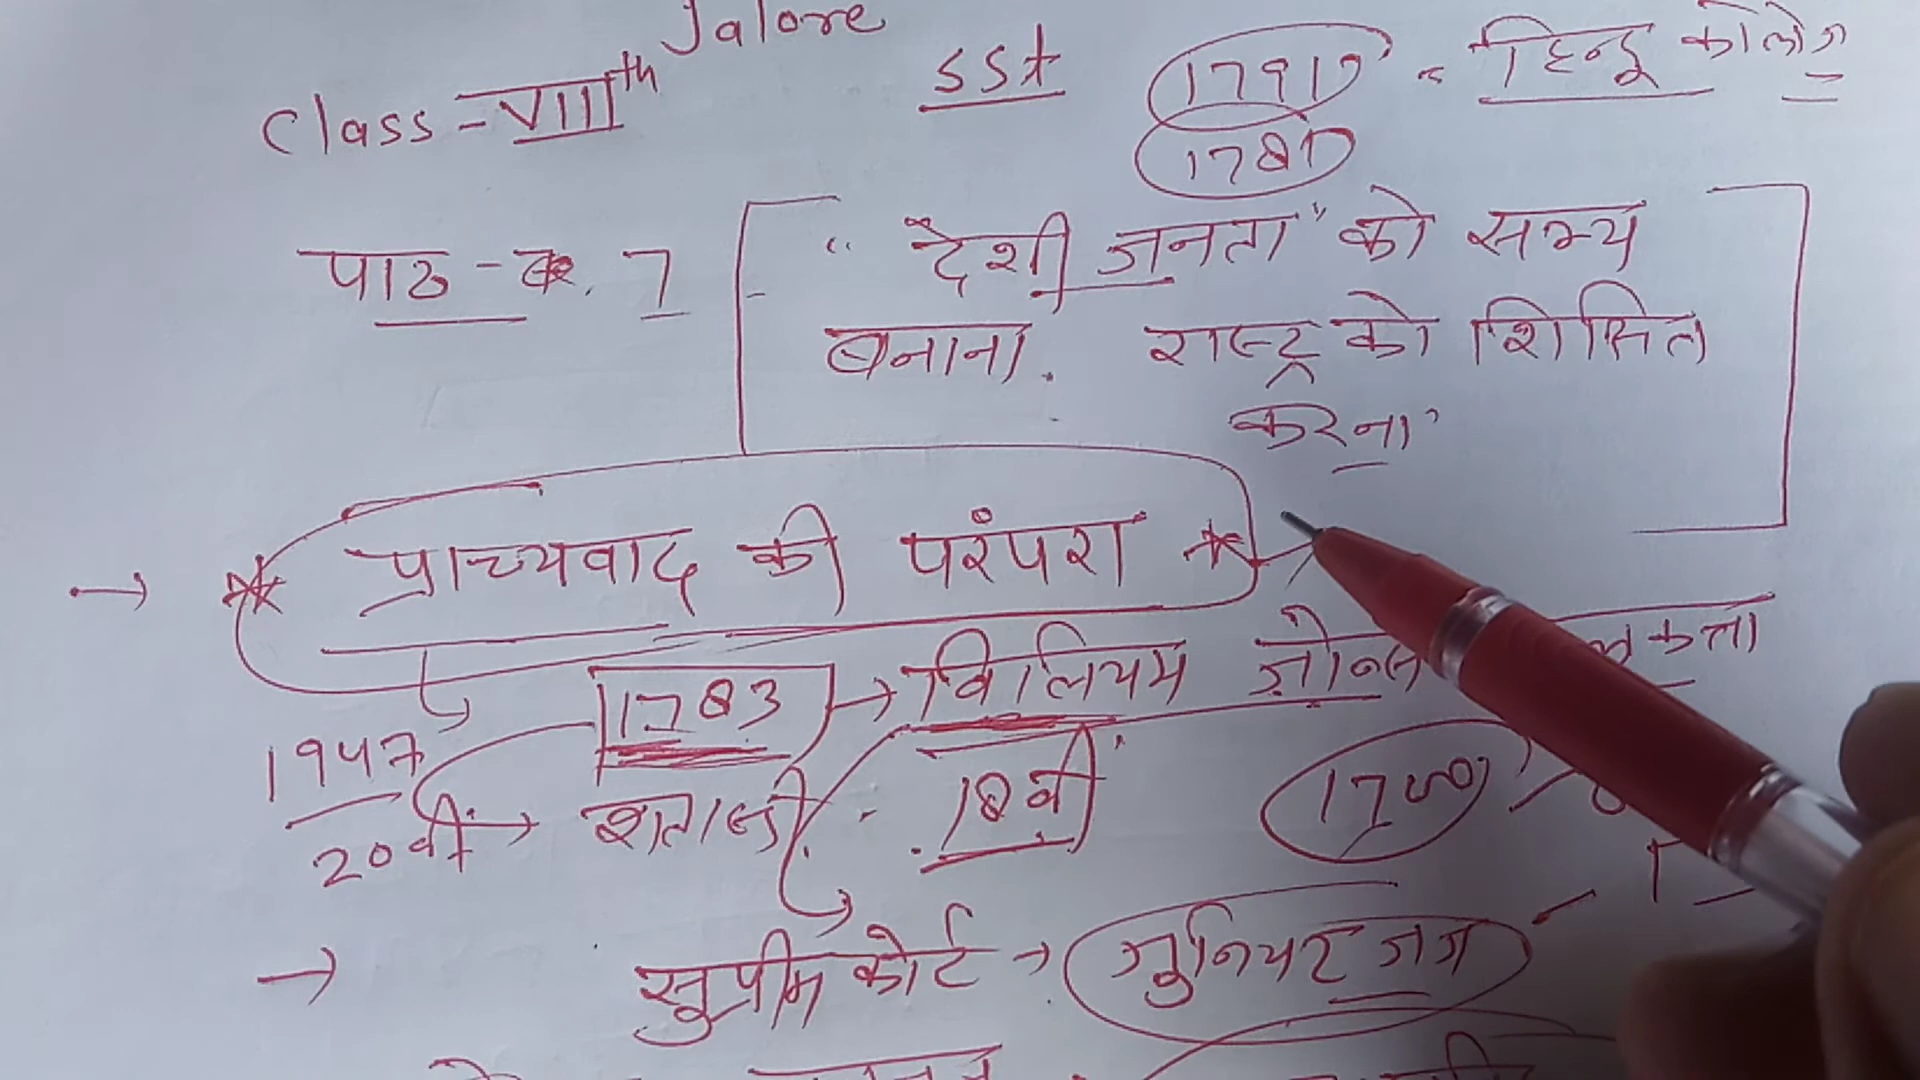 Jalore
Class = VIIIth SSt 1791 = हिन्दू कोलेज
1781
पाठ - क्र. 7 " देशी जनता " को सभ्य
बनाना. राष्ट्र को शिक्षित
करना"
→ * प्राच्यवाद की परंपरा *
1783 → विलियम जोन्स
1947
20वीं → शताब्दी - 18वीं 1700
→ सुप्रीम कोर्ट → जुनियर जज